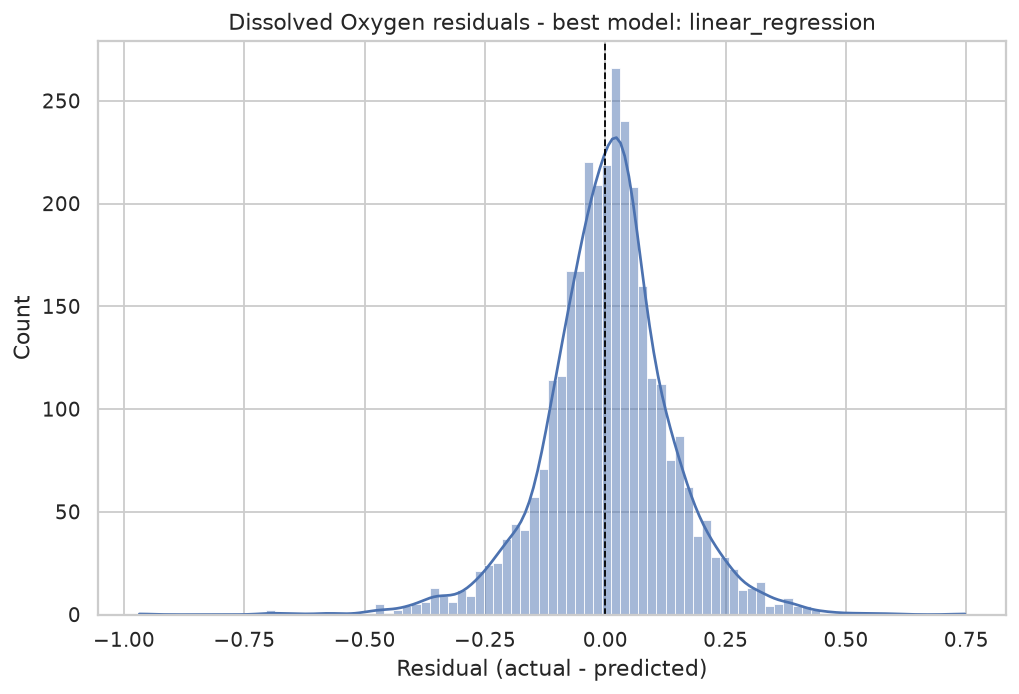 Dissolved Oxygen residuals - best model: linear_regression
250
200
150
100
50
0
Count
−1.00 −0.75 −0.50 −0.25 0.00 0.25 0.50 0.75
Residual (actual - predicted)